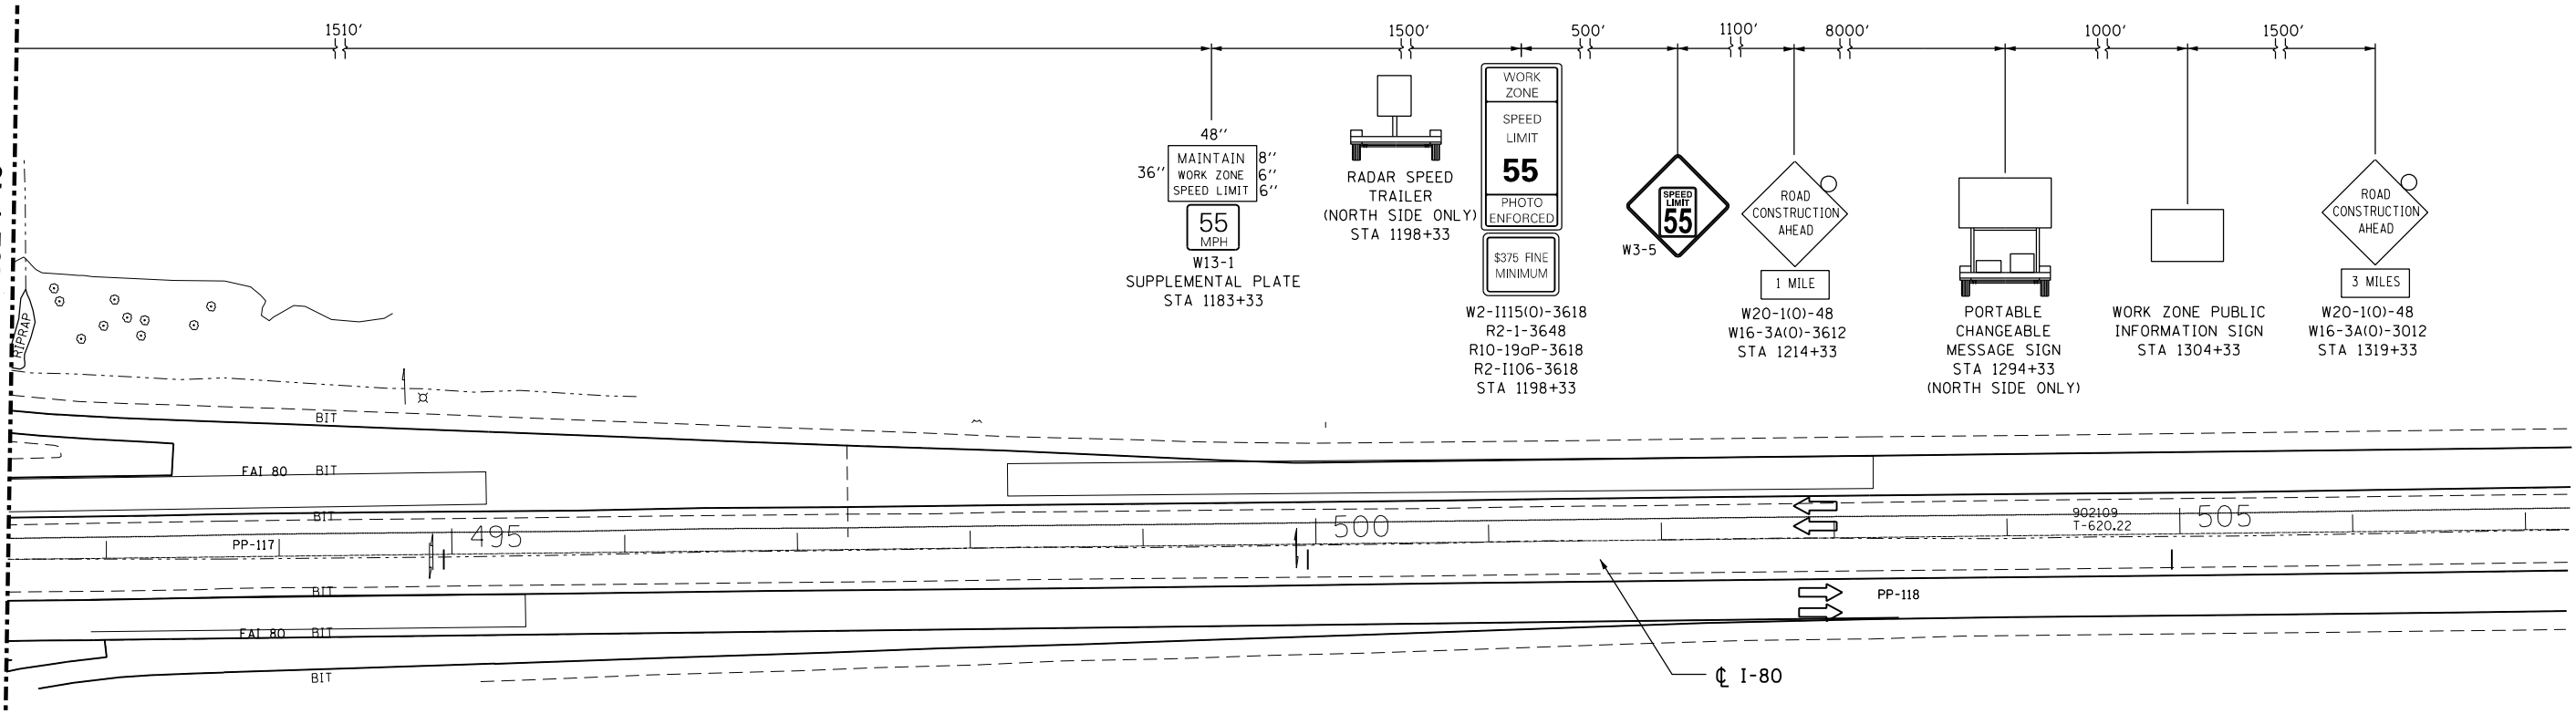 1510'
1500'
500'
1100'
8000'
1000'
1500'
48''
36''
MAINTAIN 8''
WORK ZONE 6''
SPEED LIMIT 6''
55
MPH
W13-1
SUPPLEMENTAL PLATE
STA 1183+33
RADAR SPEED
TRAILER
(NORTH SIDE ONLY)
STA 1198+33
WORK
ZONE
SPEED
LIMIT
55
PHOTO
ENFORCED
$375 FINE
MINIMUM
W2-I115(O)-3618
R2-1-3648
R10-19aP-3618
R2-I106-3618
STA 1198+33
SPEED
LIMIT
55
W3-5
ROAD
CONSTRUCTION
AHEAD
1 MILE
W20-1(O)-48
W16-3A(O)-3612
STA 1214+33
PORTABLE
CHANGEABLE
MESSAGE SIGN
STA 1294+33
(NORTH SIDE ONLY)
WORK ZONE PUBLIC
INFORMATION SIGN
STA 1304+33
ROAD
CONSTRUCTION
AHEAD
3 MILES
W20-1(O)-48
W16-3A(O)-3012
STA 1319+33
RIPRAP
BIT
FAI 80 BIT
BIT
PP-117
495
500
902109
T-620.22
505
BIT
PP-118
FAI 80 BIT
BIT
℄ I-80